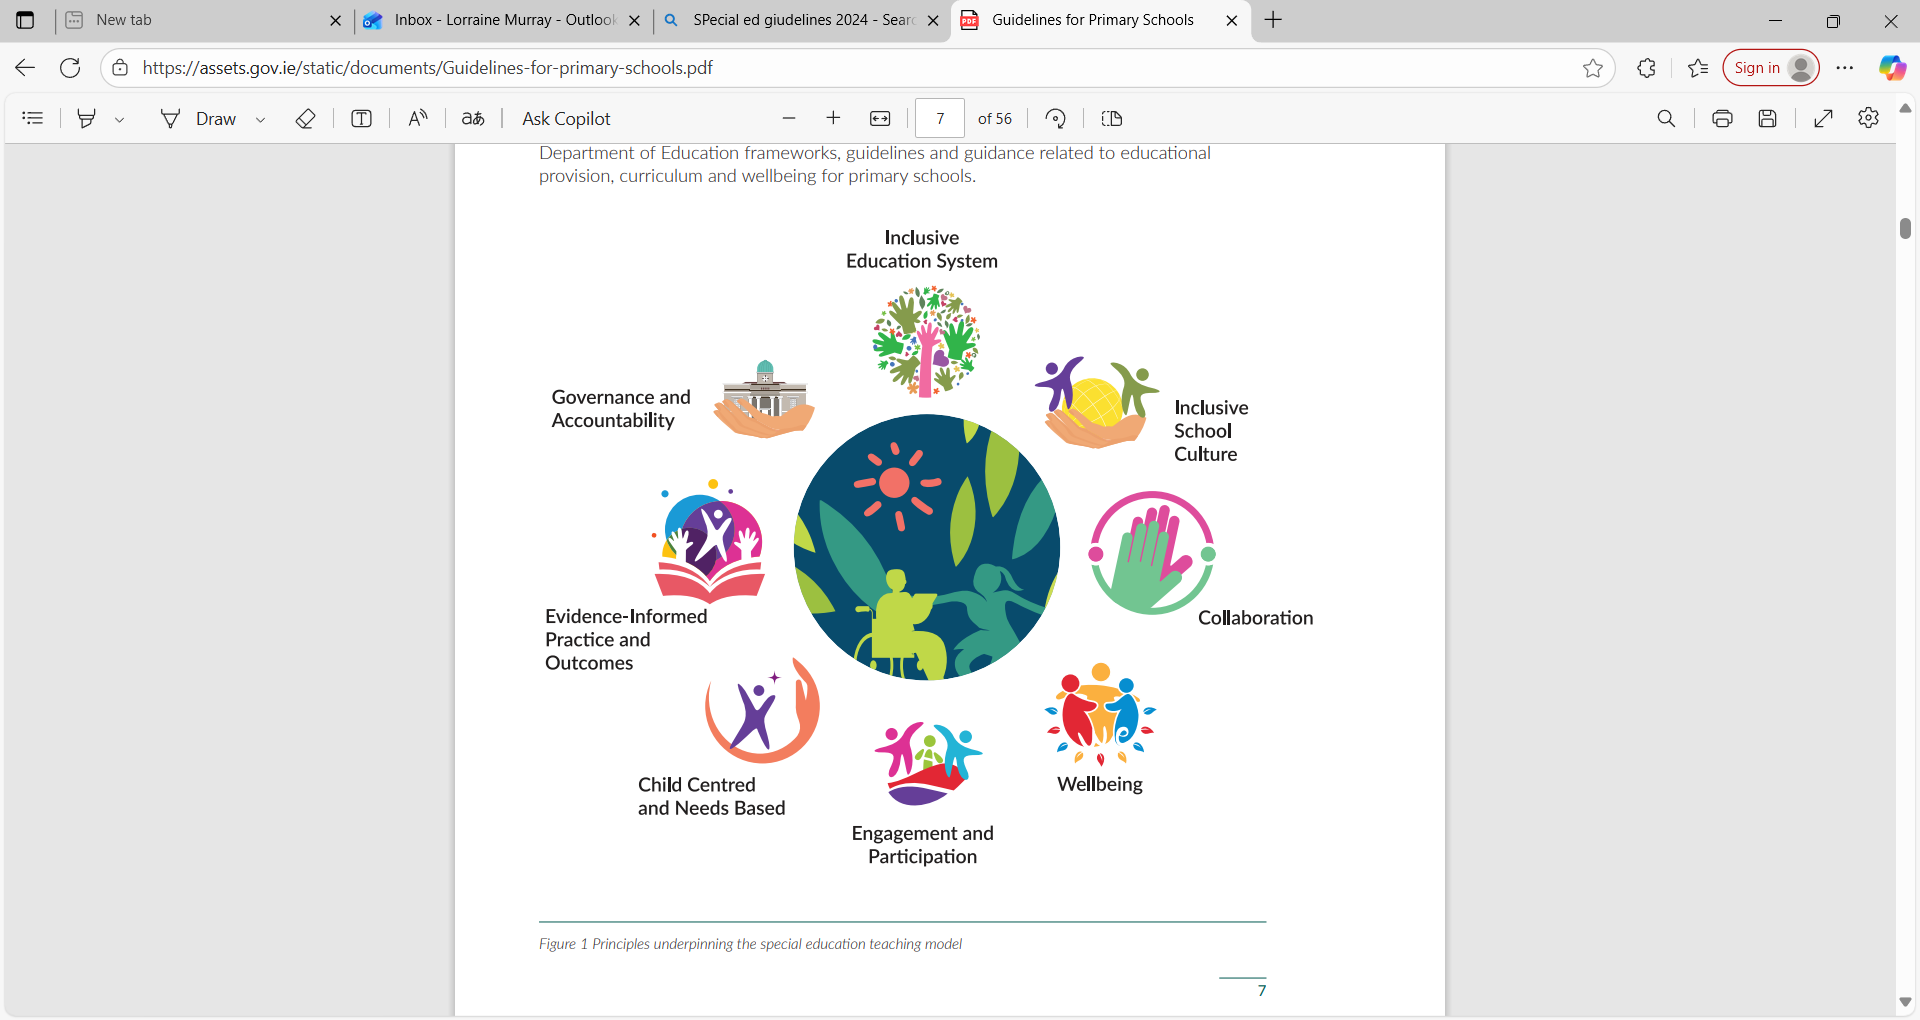 New tab
Inbox - Lorraine Murray - Outlook
SPecial ed giudelines 2024 - Sear
Guidelines for Primary Schools
https://assets.gov.ie/static/documents/Guidelines-for-primary-schools.pdf
Sign in
Draw
T
A
aあ
Ask Copilot
7 of 56
Department of Education frameworks, guidelines and guidance related to educational
provision, curriculum and wellbeing for primary schools.
Inclusive
Education System
Governance and
Accountability
Inclusive
School
Culture
Evidence-Informed
Practice and
Outcomes
Collaboration
Child Centred
and Needs Based
Wellbeing
Engagement and
Participation
Figure 1 Principles underpinning the special education teaching model
7